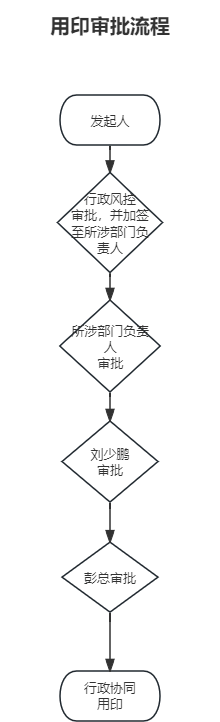 用印审批流程
发起人
行政风控
审批，并加签
至所涉部门负
责人
所涉部门负责
人
审批
刘少鹏
审批
彭总审批
行政协同
用印